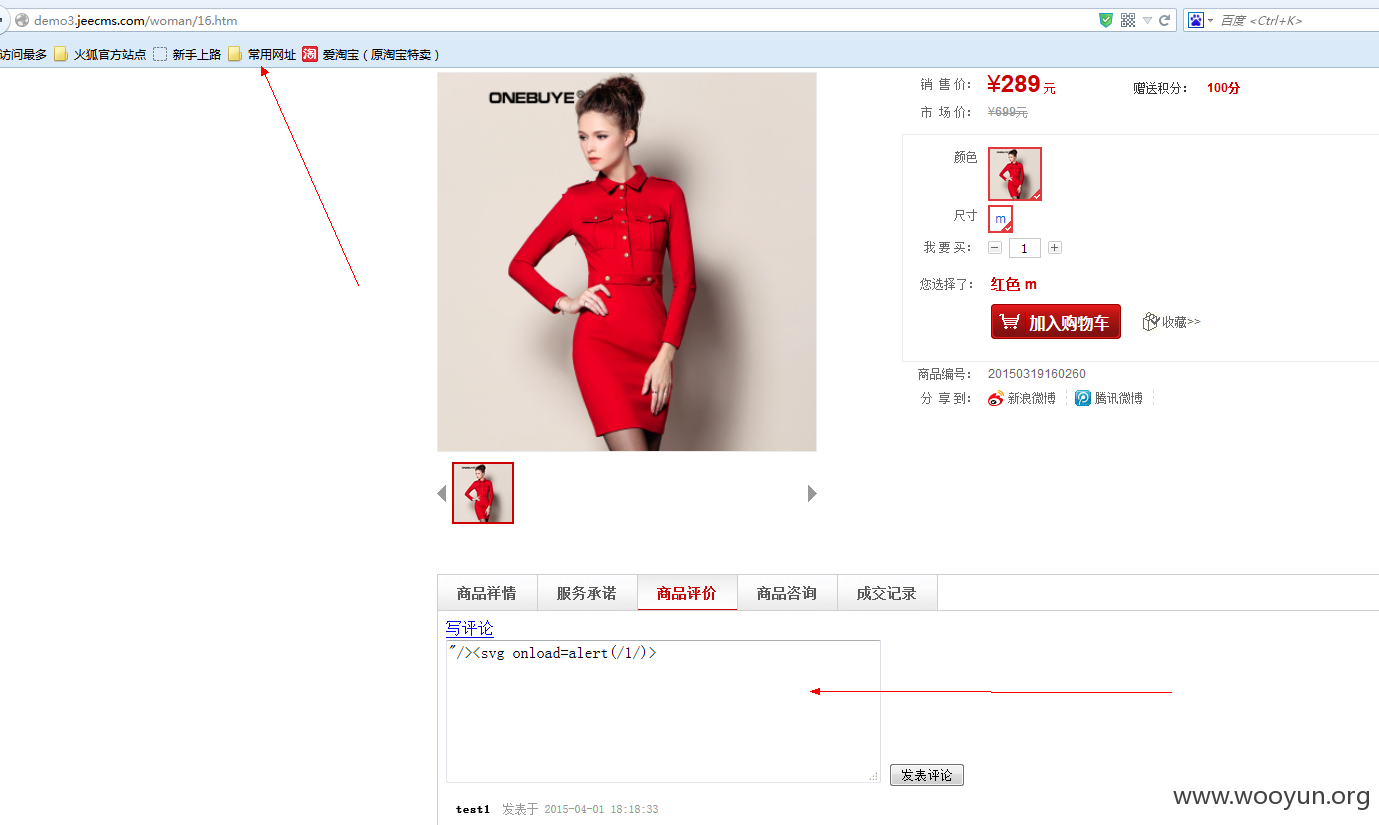 demo3.jeecms.com/woman/16.htm
百度 <Ctrl+K>
访问最多 火狐官方站点 新手上路 常用网址 爱淘宝（原淘宝特卖）
ONEBUYE®
销 售 价： ¥289 元 赠送积分： 100分
市 场 价： ¥699元
颜色
尺寸 m
我 要 买： 1
您选择了： 红色 m
加入购物车 收藏>>
商品编号： 20150319160260
分 享 到： 新浪微博 腾讯微博
商品祥情 服务承诺 商品评价 商品咨询 成交记录
写评论
"/><svg onload=alert(/1/)>
发表评论
test1 发表于 2015-04-01 18:18:33
www.wooyun.org